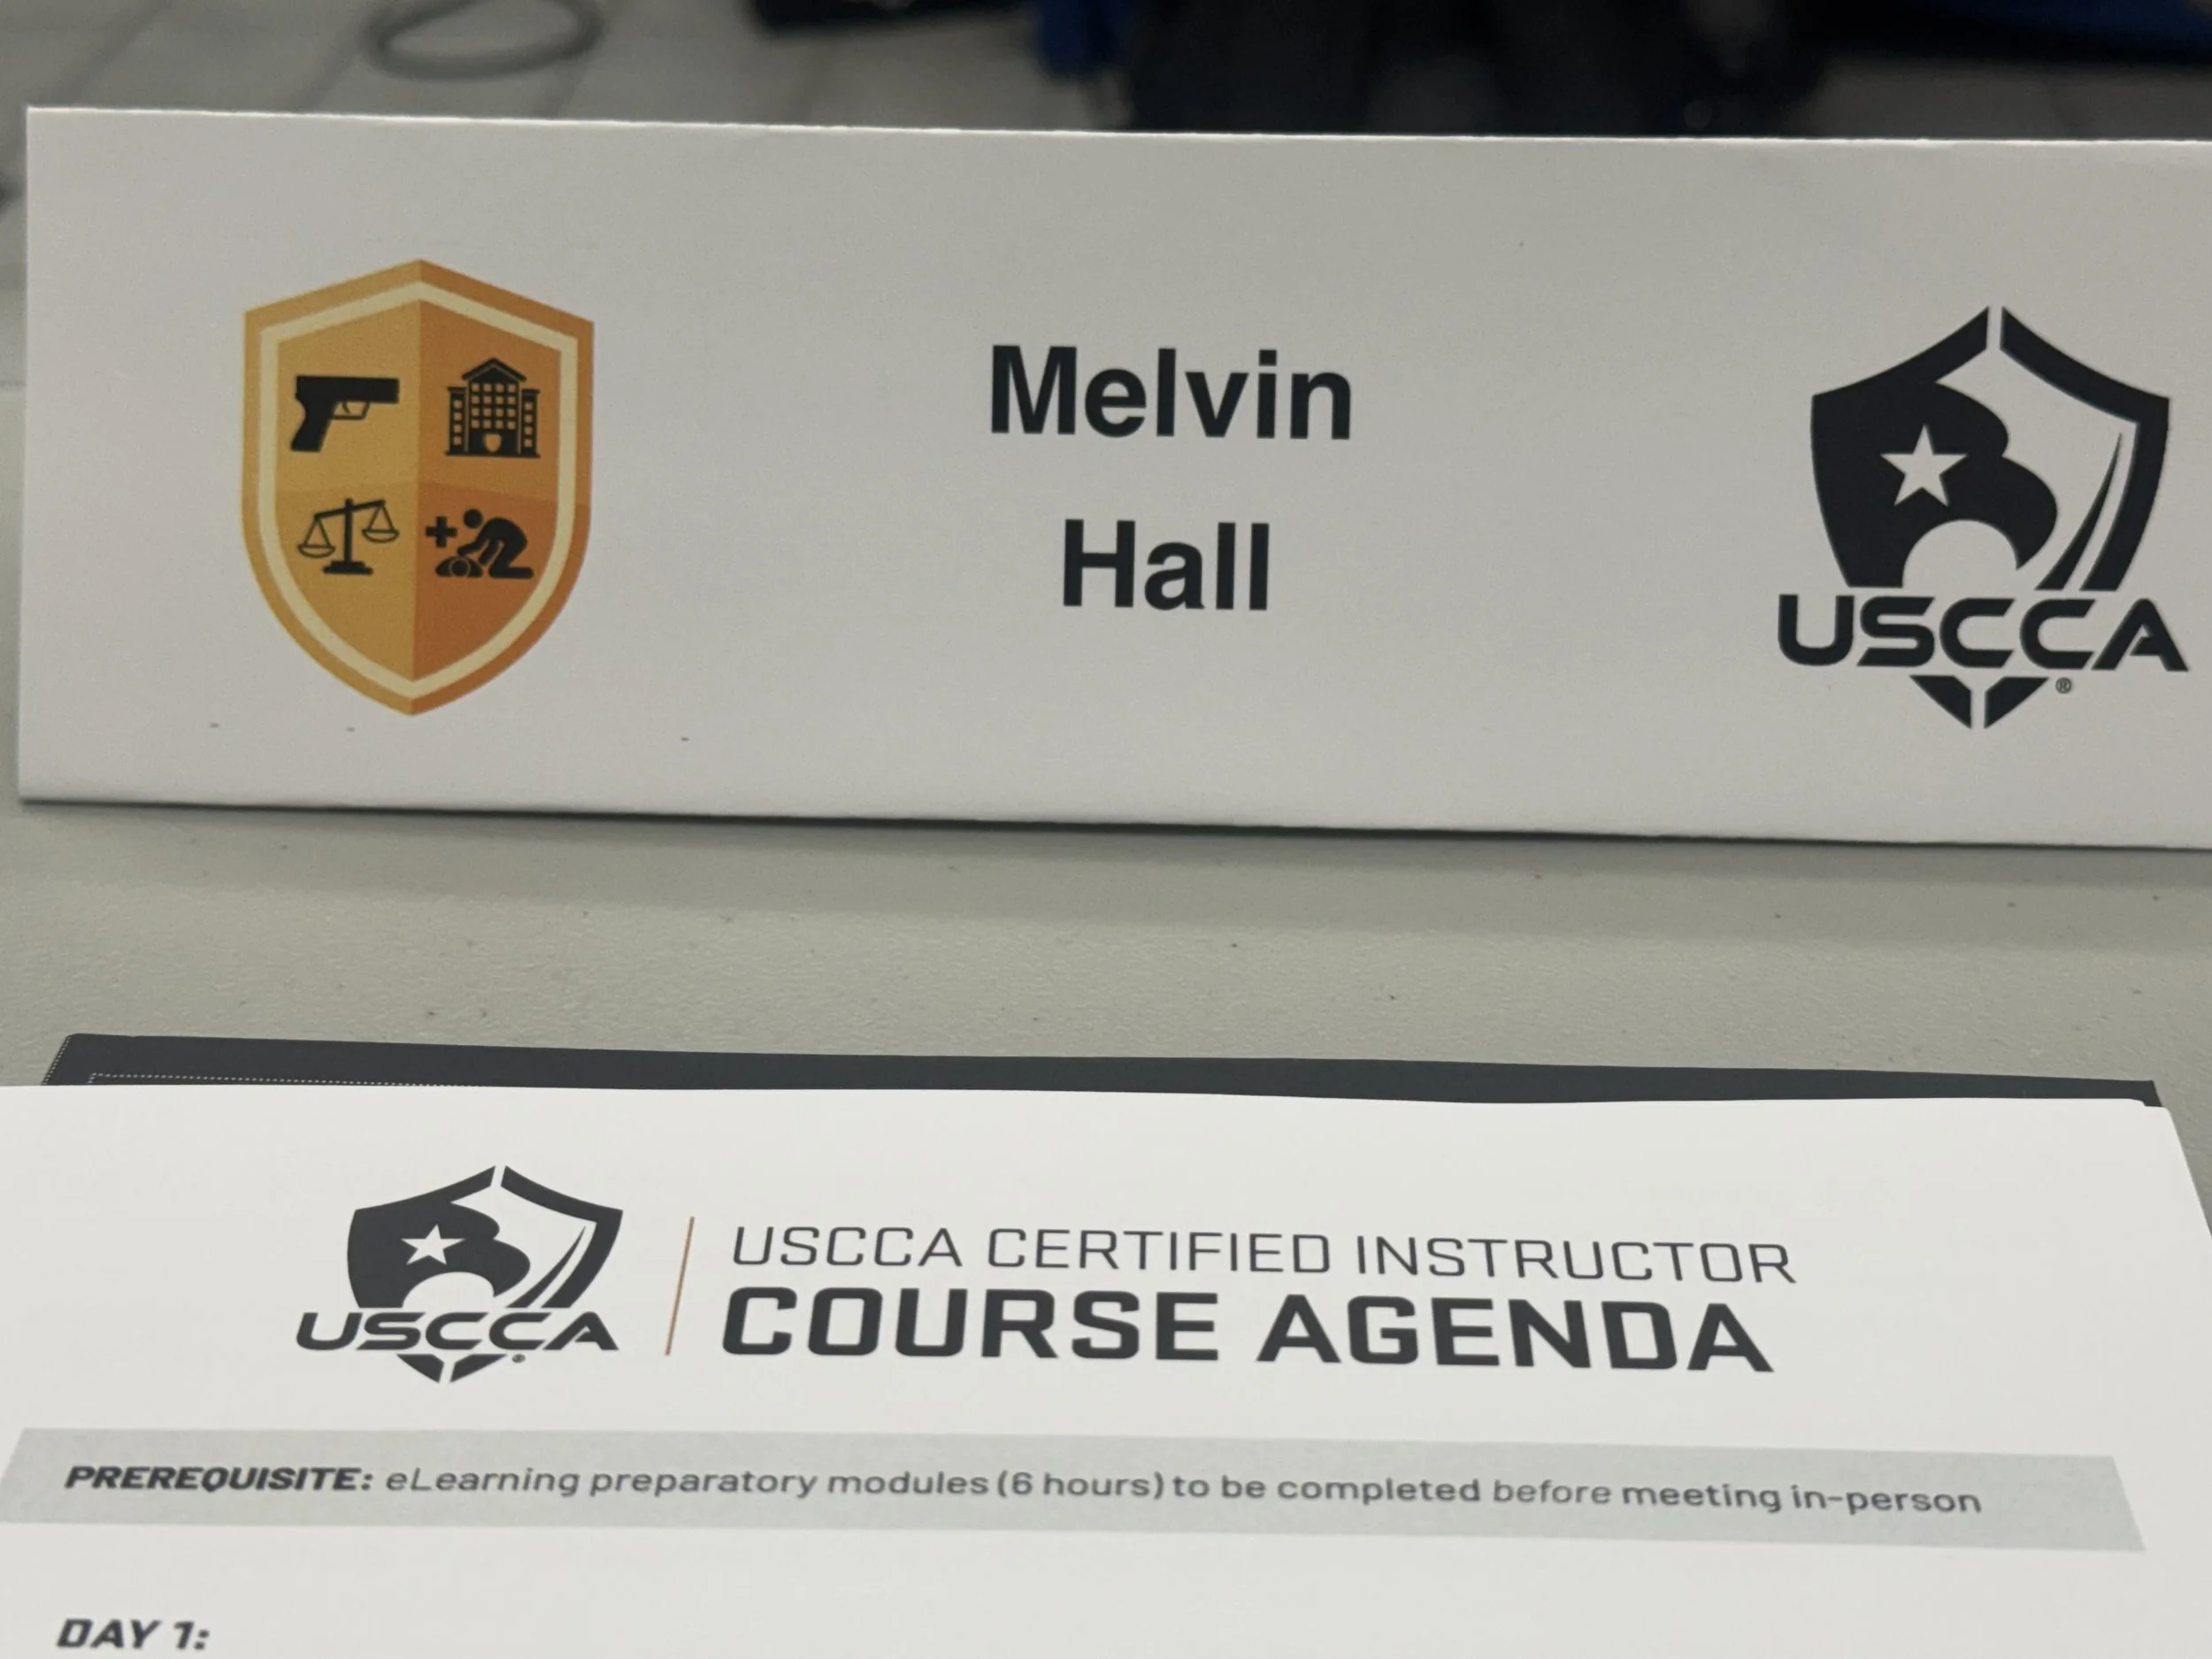 Melvin
Hall
USCCA
®
USCCA
®
USCCA CERTIFIED INSTRUCTOR
COURSE AGENDA
PREREQUISITE: eLearning preparatory modules (6 hours) to be completed before meeting in-person
DAY 1: